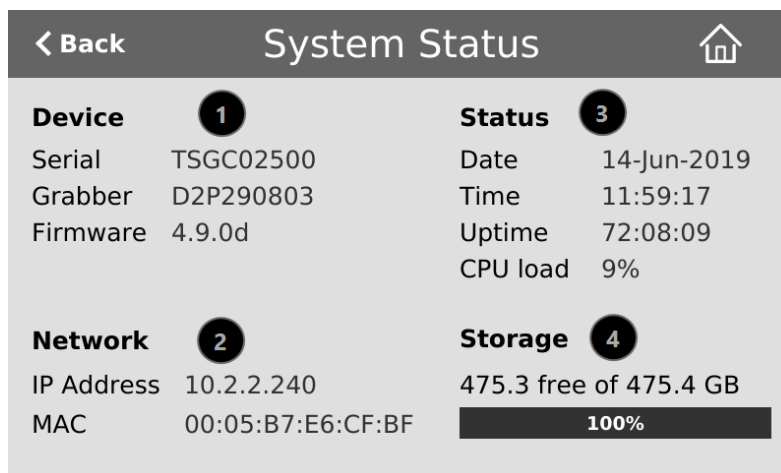 Back System Status
Device 1
Serial TSGC02500
Grabber D2P290803
Firmware 4.9.0d
Status 3
Date 14-Jun-2019
Time 11:59:17
Uptime 72:08:09
CPU load 9%
Network 2
IP Address 10.2.2.240
MAC 00:05:B7:E6:CF:BF
Storage 4
475.3 free of 475.4 GB
100%